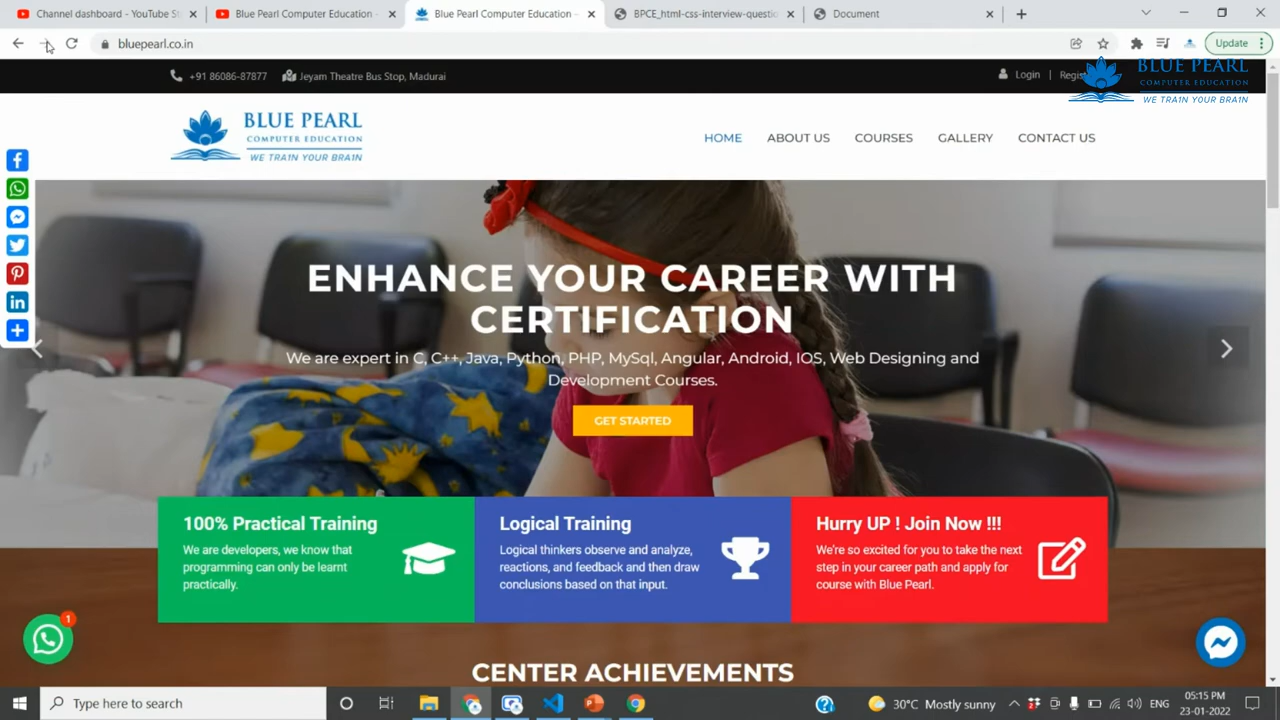 Channel dashboard - YouTube St
Blue Pearl Computer Education -
Blue Pearl Computer Education -
BPCE_html-css-interview-questio
Document
bluepearl.co.in
Update
+91 86086-87877
Jeyam Theatre Bus Stop, Madurai
Login | Regis
BLUE PEARL
COMPUTER EDUCATION
WE TRAIN YOUR BRAIN
BLUE PEARL
COMPUTER EDUCATION
WE TRAIN YOUR BRAIN
HOME ABOUT US COURSES GALLERY CONTACT US
ENHANCE YOUR CAREER WITH
CERTIFICATION
We are expert in C, C++, Java, Python, PHP, MySql, Angular, Android, IOS, Web Designing and
Development Courses.
GET STARTED
100% Practical Training
We are developers, we know that
programming can only be learnt
practically.
Logical Training
Logical thinkers observe and analyze,
reactions, and feedback and then draw
conclusions based on that input.
Hurry UP ! Join Now !!!
We're so excited for you to take the next
step in your career path and apply for
course with Blue Pearl.
1
CENTER ACHIEVEMENTS
Type here to search
30°C Mostly sunny
ENG
05:15 PM
23-01-2022